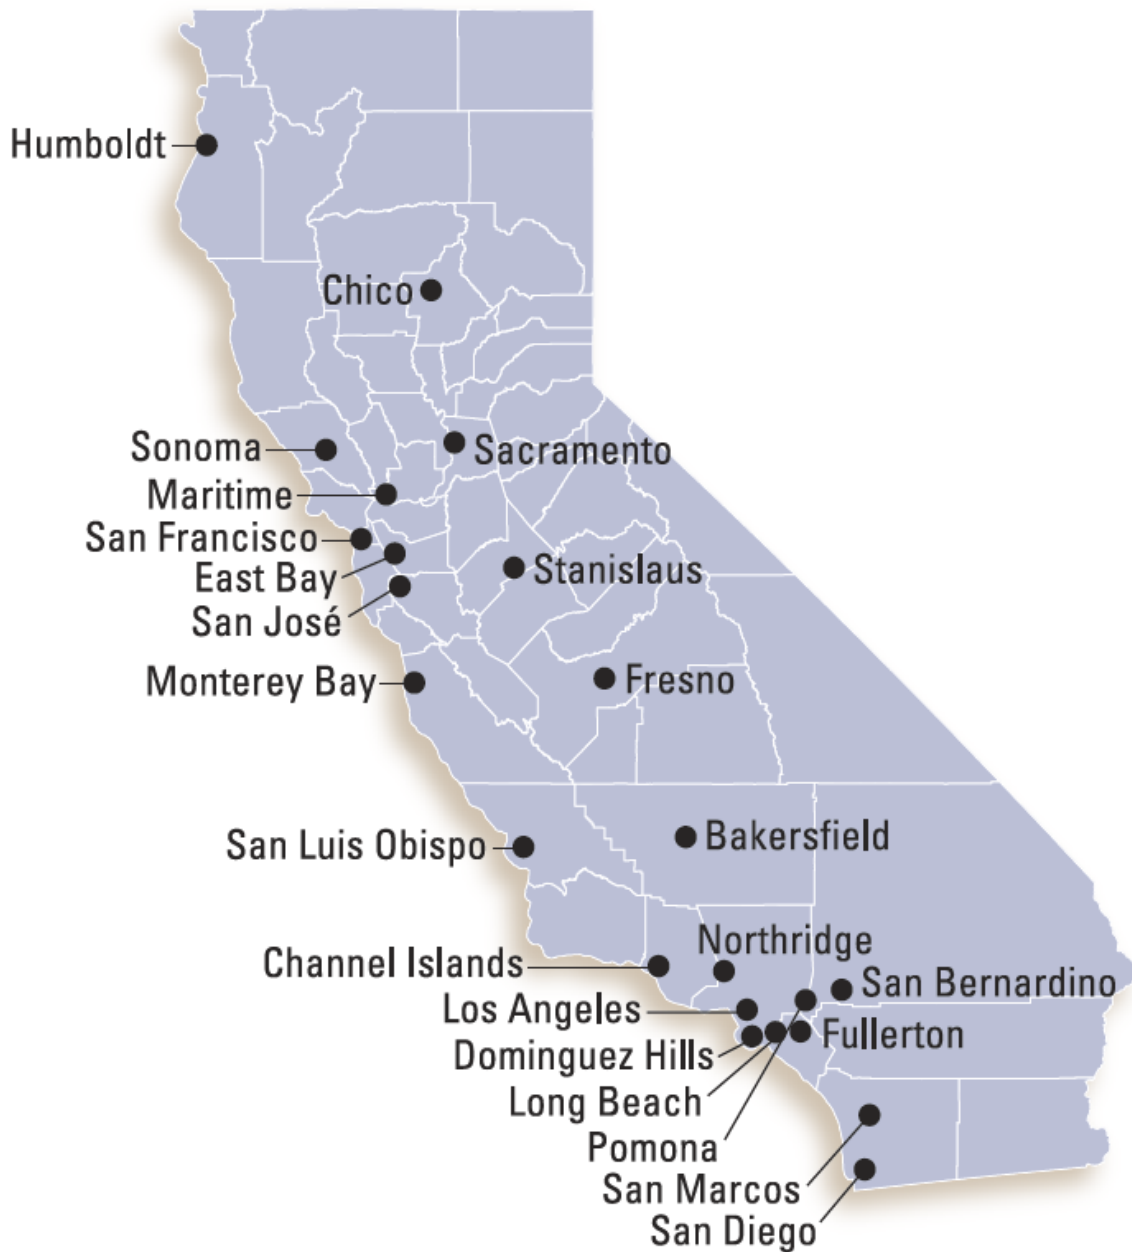 Humboldt
Chico
Sonoma
Sacramento
Maritime
San Francisco
East Bay
Stanislaus
San José
Monterey Bay
Fresno
San Luis Obispo
Bakersfield
Northridge
Channel Islands
San Bernardino
Los Angeles
Fullerton
Dominguez Hills
Long Beach
Pomona
San Marcos
San Diego